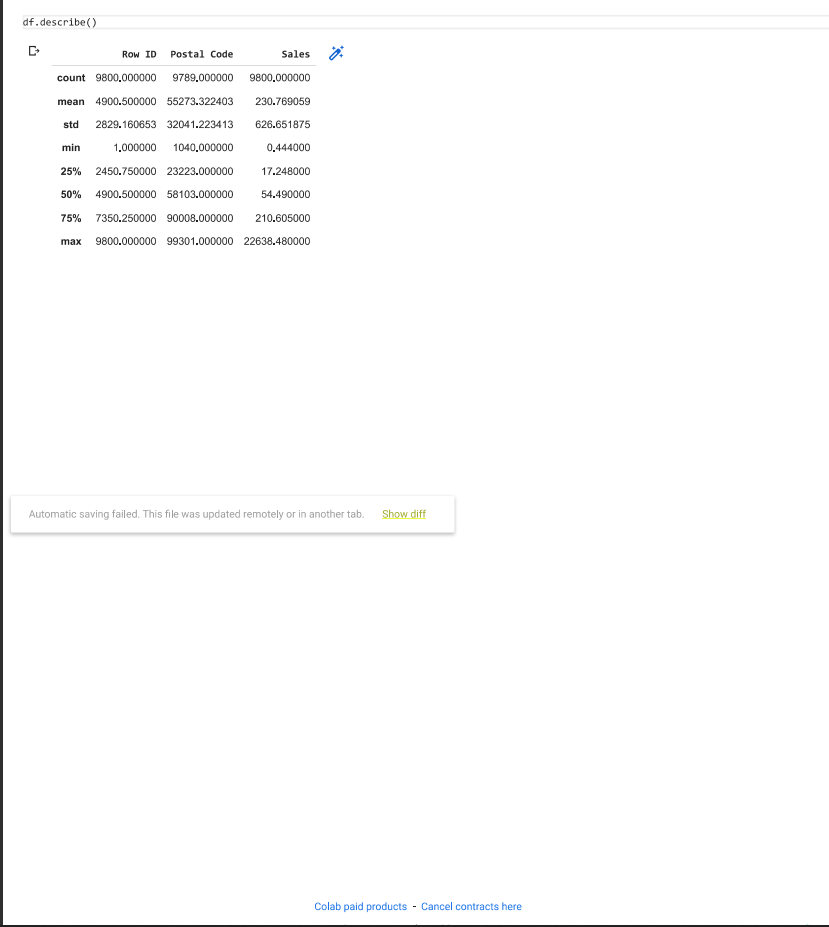 df.describe()
Row ID Postal Code Sales
count 9800.000000 9789.000000 9800.000000
mean 4900.500000 55273.322403 230.769059
std 2829.160653 32041.223413 626.651875
min 1.000000 1040.000000 0.444000
25% 2450.750000 23223.000000 17.248000
50% 4900.500000 58103.000000 54.490000
75% 7350.250000 90008.000000 210.605000
max 9800.000000 99301.000000 22638.480000
Automatic saving failed. This file was updated remotely or in another tab. Show diff
Colab paid products - Cancel contracts here